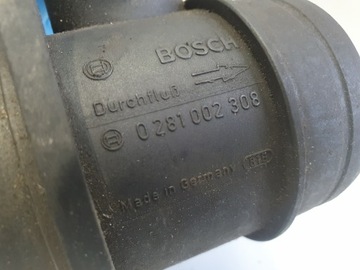 BOSCH
Durchfluß
0 281 002 308
Made in Germany